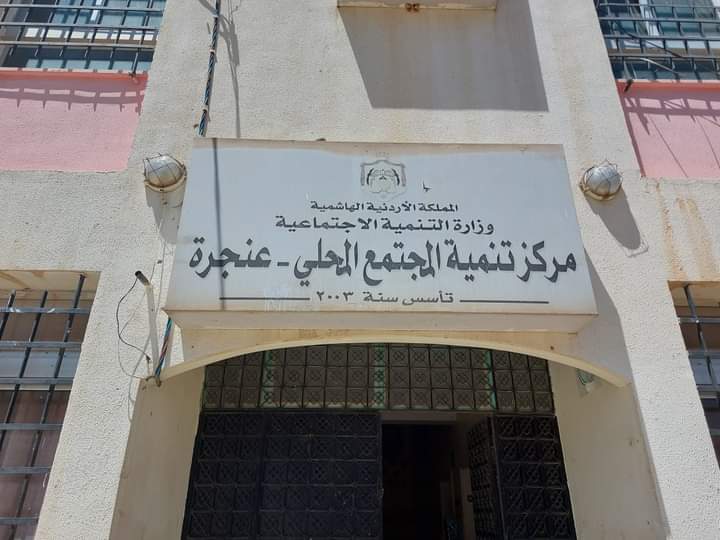 المملكة الأردنية الهاشمية
وزارة التنمية الاجتماعية
مركز تنمية المجتمع المحلي - عنجرة
تأسس سنة ٢٠٠٣